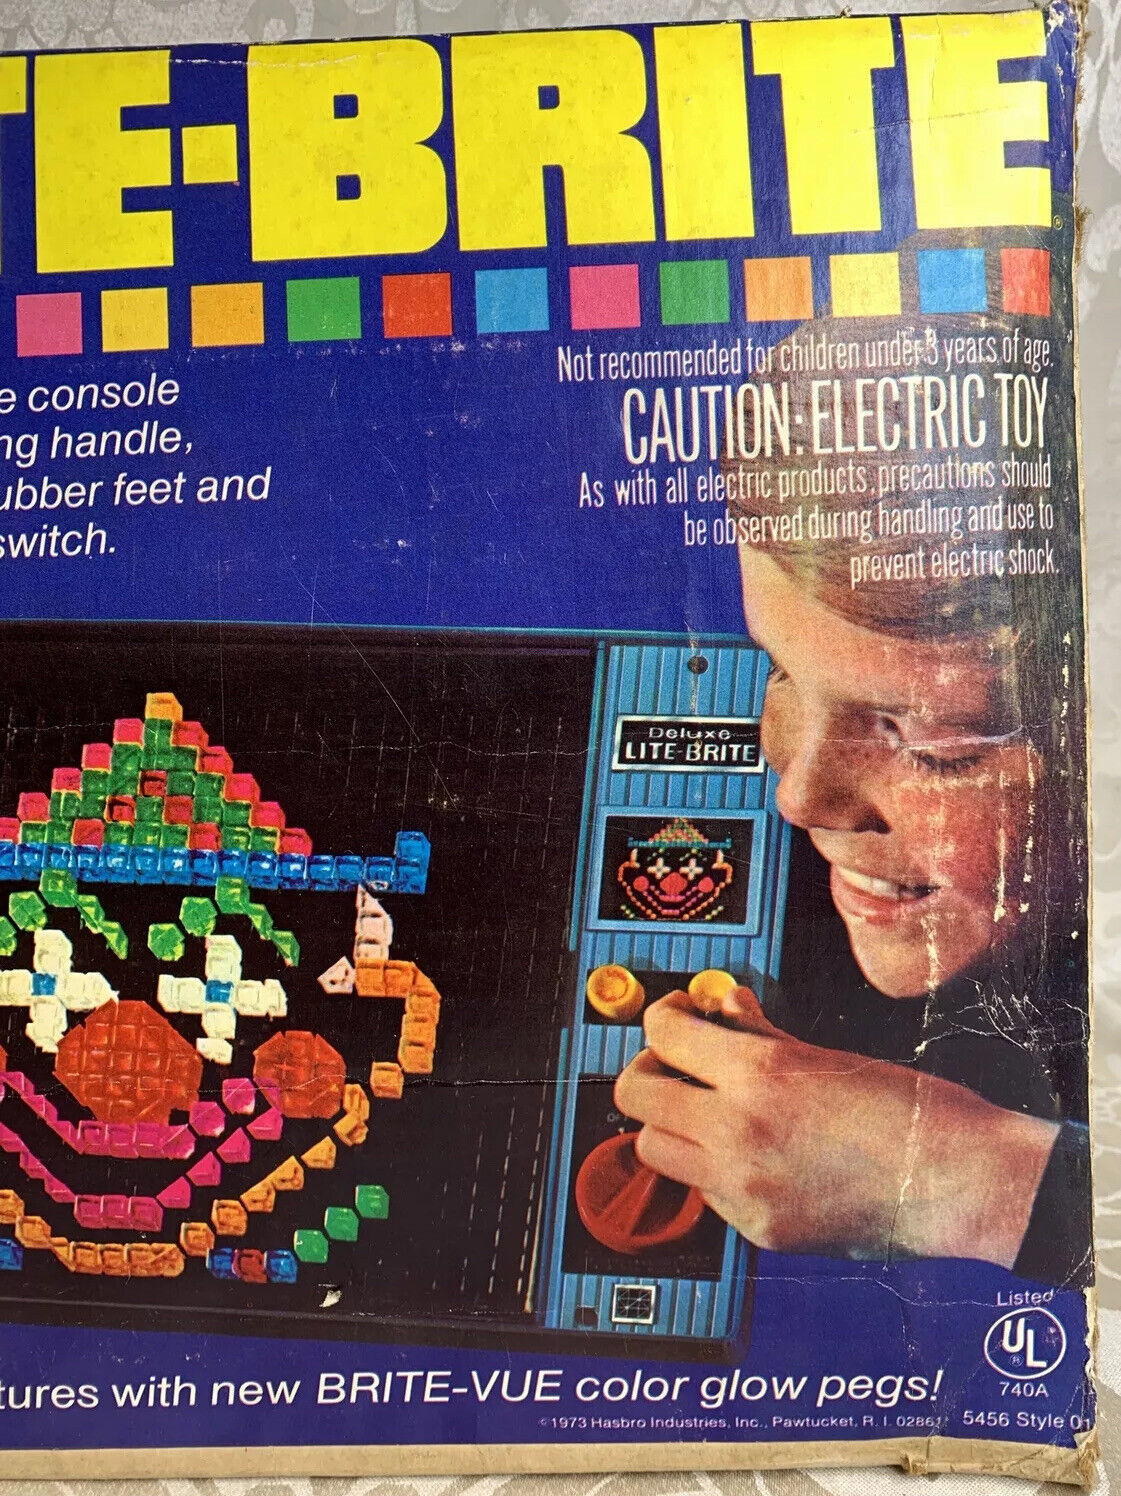 TE-BRITE®
e console
ng handle,
ubber feet and
switch.
Not recommended for children under 3 years of age.
CAUTION: ELECTRIC TOY
As with all electric products, precautions should
be observed during handling and use to
prevent electric shock.
Deluxe
LITE-BRITE
Listed
UL
®
740A
tures with new BRITE-VUE color glow pegs!
©1973 Hasbro Industries, Inc., Pawtucket, R. I. 02861 5456 Style 01